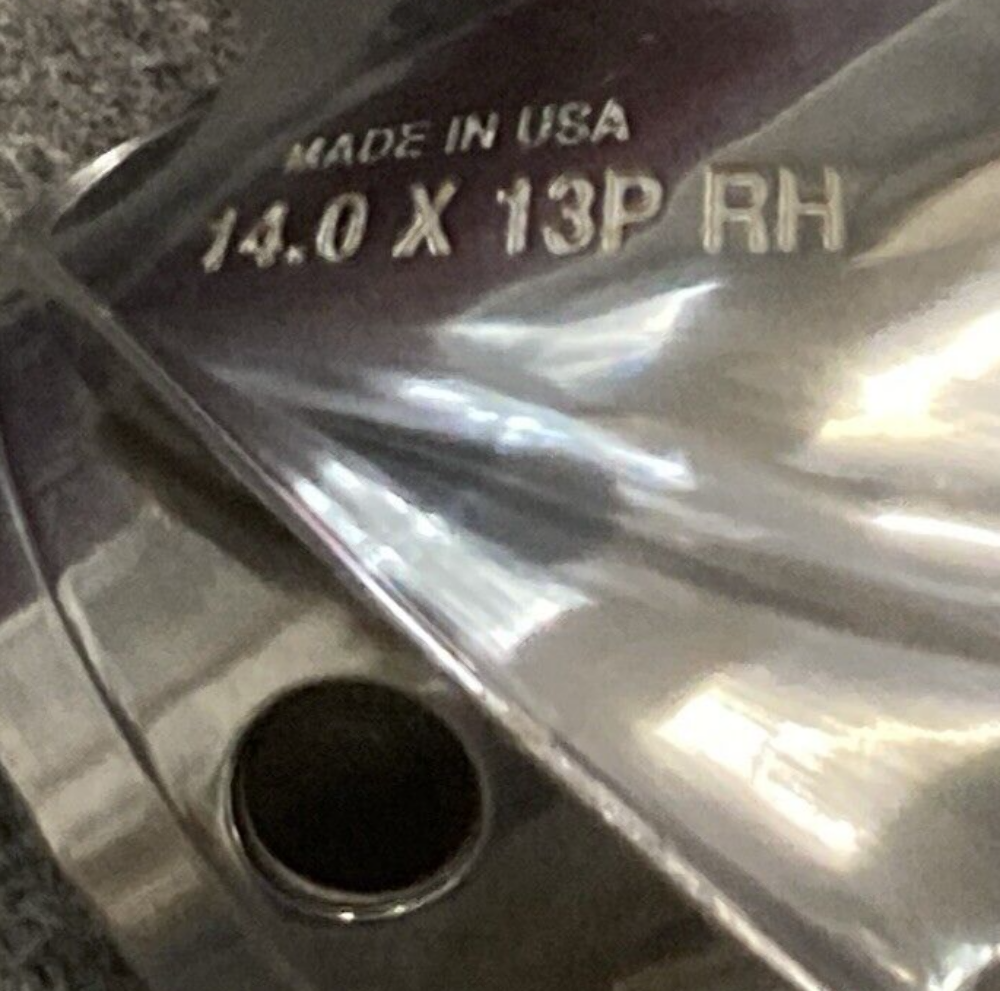 MADE IN USA
14.0 X 13P RH